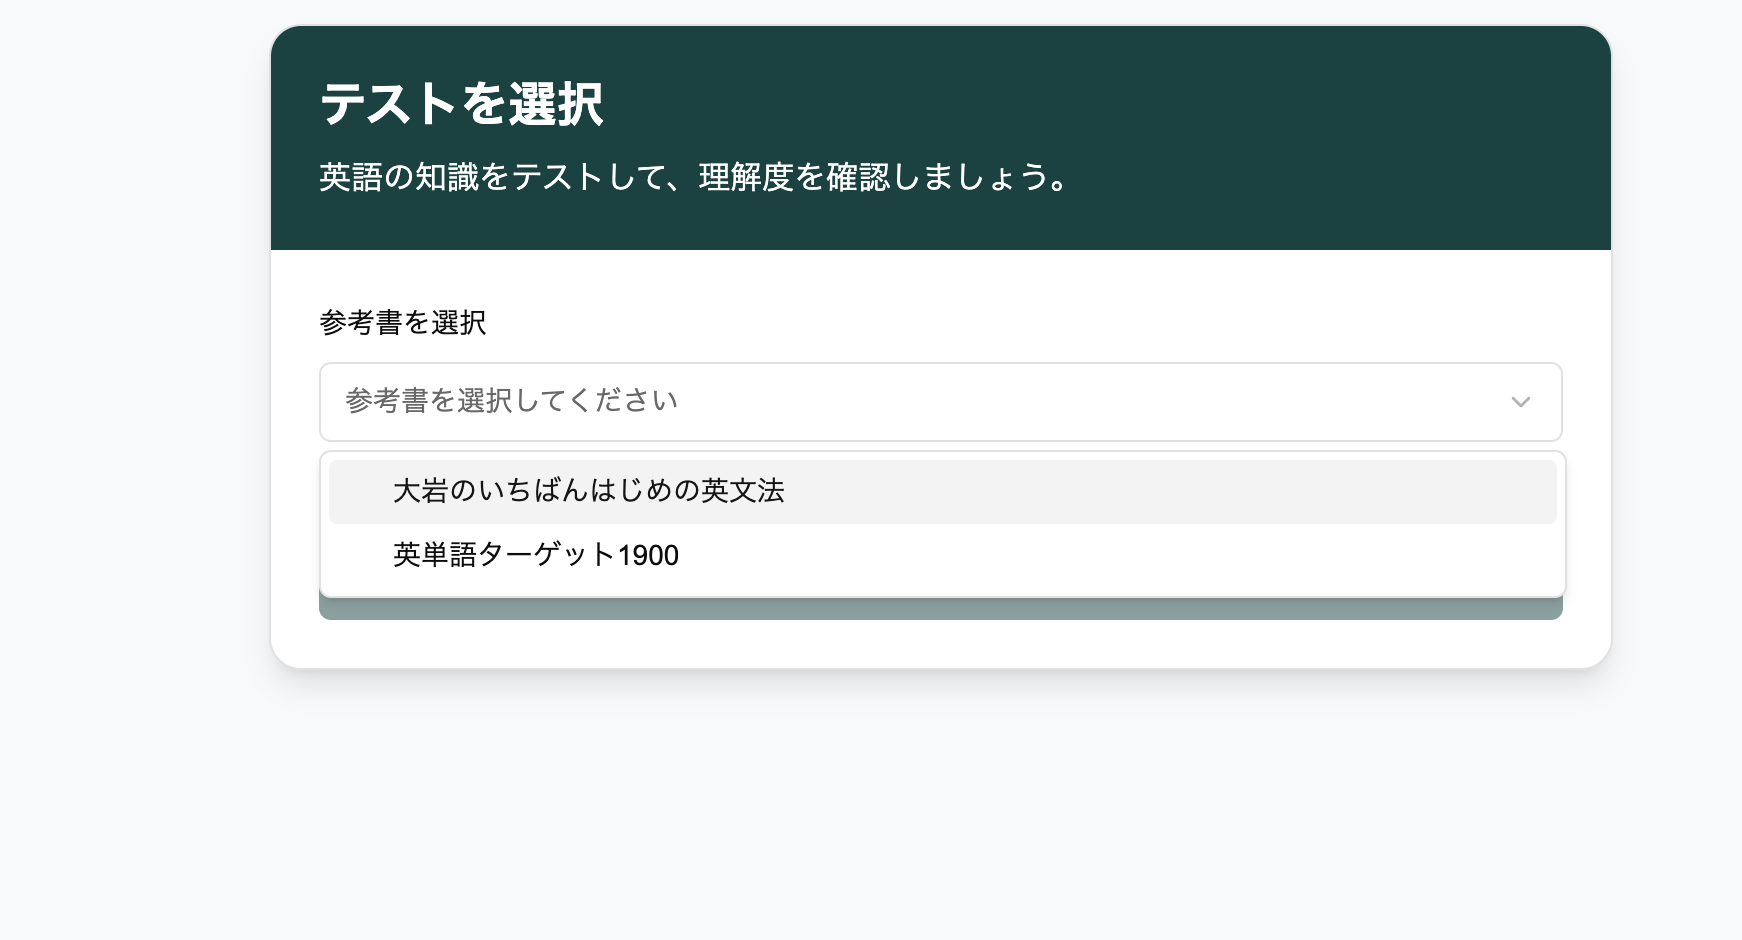 テストを選択
英語の知識をテストして、理解度を確認しましょう。
参考書を選択
参考書を選択してください
大岩のいちばんはじめの英文法
英単語ターゲット1900